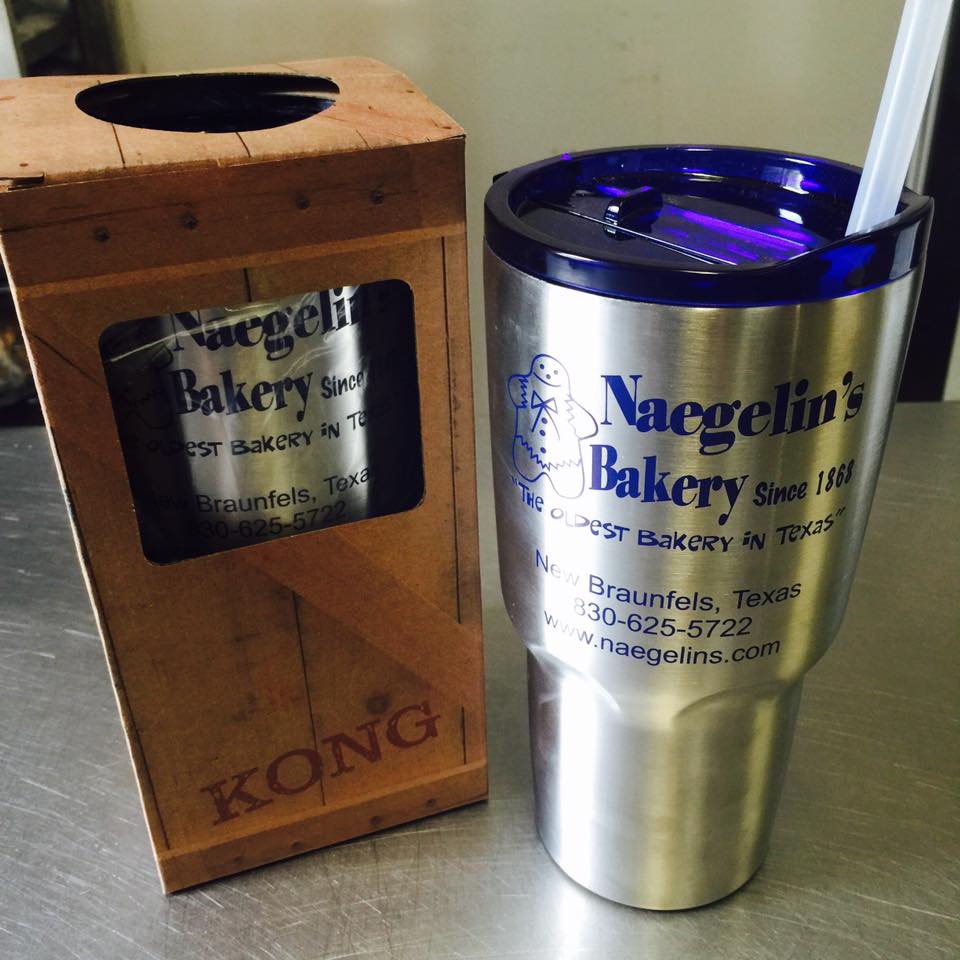 Naegelin
Bakery Since
OLDEST BAKERY iN TEXA
New Braunfels, Texa
830-625-5722
KONG
Naegelin's
Bakery Since 1868
"THE OLDEST BAKERY iN TEXAS"
New Braunfels, Texas
830-625-5722
www.naegelins.com